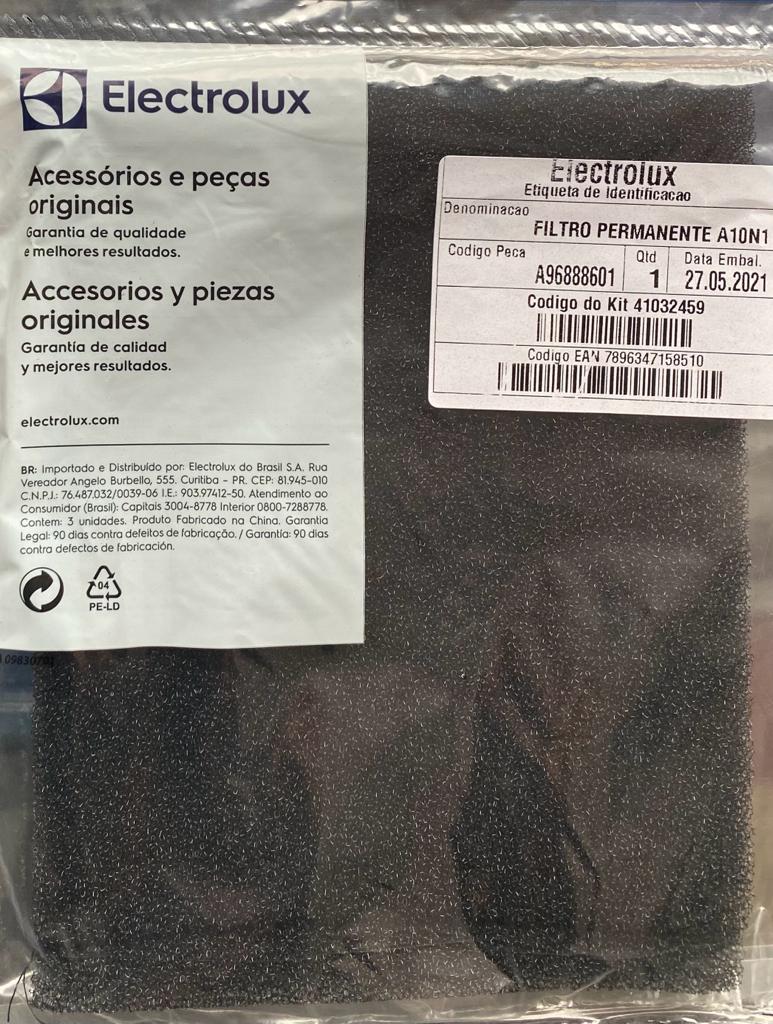 Electrolux
Acessórios e peças
originais
Garantia de qualidade
e melhores resultados.
Accesorios y piezas
originales
Garantía de calidad
y mejores resultados.
electrolux.com
BR: Importado e Distribuído por: Electrolux do Brasil S.A. Rua
Vereador Angelo Burbello, 555. Curitiba - PR. CEP: 81.945-010
C.N.P.J.: 76.487.032/0039-06 I.E.: 903.97412-50. Atendimento ao
Consumidor (Brasil): Capitais 3004-8778 Interior 0800-7288778.
Contem: 3 unidades. Produto Fabricado na China. Garantia
Legal: 90 dias contra defeitos de fabricação. / Garantia: 90 dias
contra defectos de fabricación.
04
PE-LD
Electrolux
Etiqueta de Identificacao
Denominacao
FILTRO PERMANENTE A10N1
Codigo Peca
A96888601
Qtd
1
Data Embal.
27.05.2021
Codigo do Kit 41032459
Codigo EAN 7896347158510